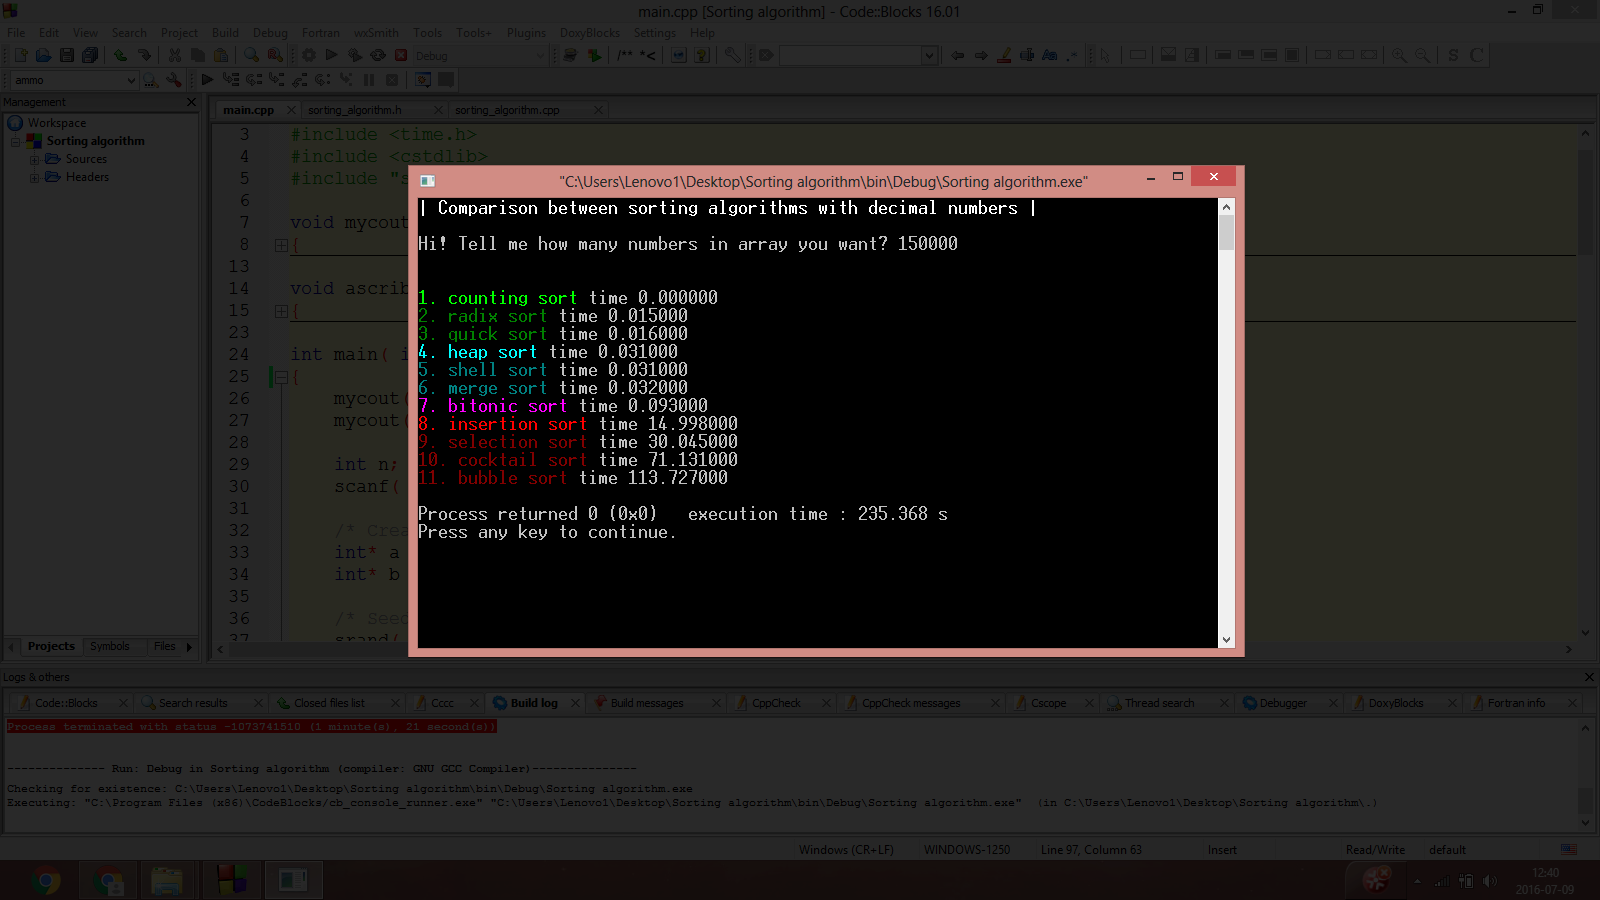 main.cpp [Sorting algorithm] - Code::Blocks 16.01
File Edit View Search Project Build Debug Fortran wxSmith Tools Tools+ Plugins DoxyBlocks Settings Help
Debug
/** *<
S C
ammo
Management
main.cpp sorting_algorithm.h sorting_algorithm.cpp
Workspace
Sorting algorithm
Sources
Headers
3 #include <time.h>
4 #include <cstdlib>
5 #include "s
6
7 void mycout
8 {
13
14 void ascrib
15 {
23
24 int main( i
25 {
26 mycout(
27 mycout(
28
29 int n;
30 scanf(
31
32 /* Crea
33 int* a
34 int* b
35
36 /* Seed
37 srand(
"C:\Users\Lenovo1\Desktop\Sorting algorithm\bin\Debug\Sorting algorithm.exe"
| Comparison between sorting algorithms with decimal numbers |
Hi! Tell me how many numbers in array you want? 150000
1. counting sort time 0.000000
2. radix sort time 0.015000
3. quick sort time 0.016000
4. heap sort time 0.031000
5. shell sort time 0.031000
6. merge sort time 0.032000
7. bitonic sort time 0.093000
8. insertion sort time 14.998000
9. selection sort time 30.045000
10. cocktail sort time 71.131000
11. bubble sort time 113.727000
Process returned 0 (0x0)   execution time : 235.368 s
Press any key to continue.
Projects Symbols Files
Logs & others
Code::Blocks Search results Closed files list Cccc Build log Build messages CppCheck CppCheck messages Cscope Thread search Debugger DoxyBlocks Fortran info
Process terminated with status -1073741510 (1 minute(s), 21 second(s))
-------------- Run: Debug in Sorting algorithm (compiler: GNU GCC Compiler)---------------
Checking for existence: C:\Users\Lenovo1\Desktop\Sorting algorithm\bin\Debug\Sorting algorithm.exe
Executing: "C:\Program Files (x86)\CodeBlocks/cb_console_runner.exe" "C:\Users\Lenovo1\Desktop\Sorting algorithm\bin\Debug\Sorting algorithm.exe"  (in C:\Users\Lenovo1\Desktop\Sorting algorithm\.)
Windows (CR+LF) WINDOWS-1250 Line 97, Column 63 Insert Read/Write default
12:40
2016-07-09